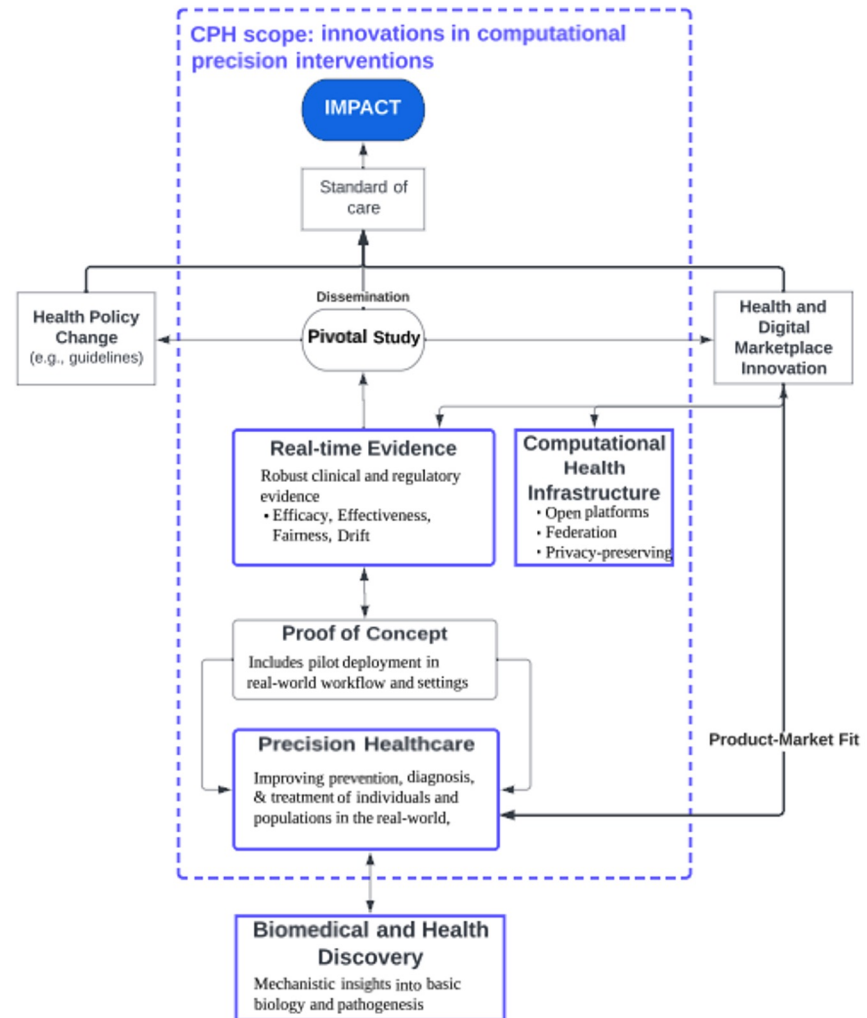 CPH scope: innovations in computational
precision interventions
IMPACT
Standard of
care
Dissemination
Health Policy
Change
(e.g., guidelines)
Pivotal Study
Health and
Digital
Marketplace
Innovation
Real-time Evidence
Robust clinical and regulatory
evidence
• Efficacy, Effectiveness,
Fairness, Drift
Computational
Health
Infrastructure
• Open platforms
• Federation
• Privacy-preserving
Proof of Concept
Includes pilot deployment in
real-world workflow and settings
Precision Healthcare
Improving prevention, diagnosis,
& treatment of individuals and
populations in the real-world,
Product-Market Fit
Biomedical and Health
Discovery
Mechanistic insights into basic
biology and pathogenesis